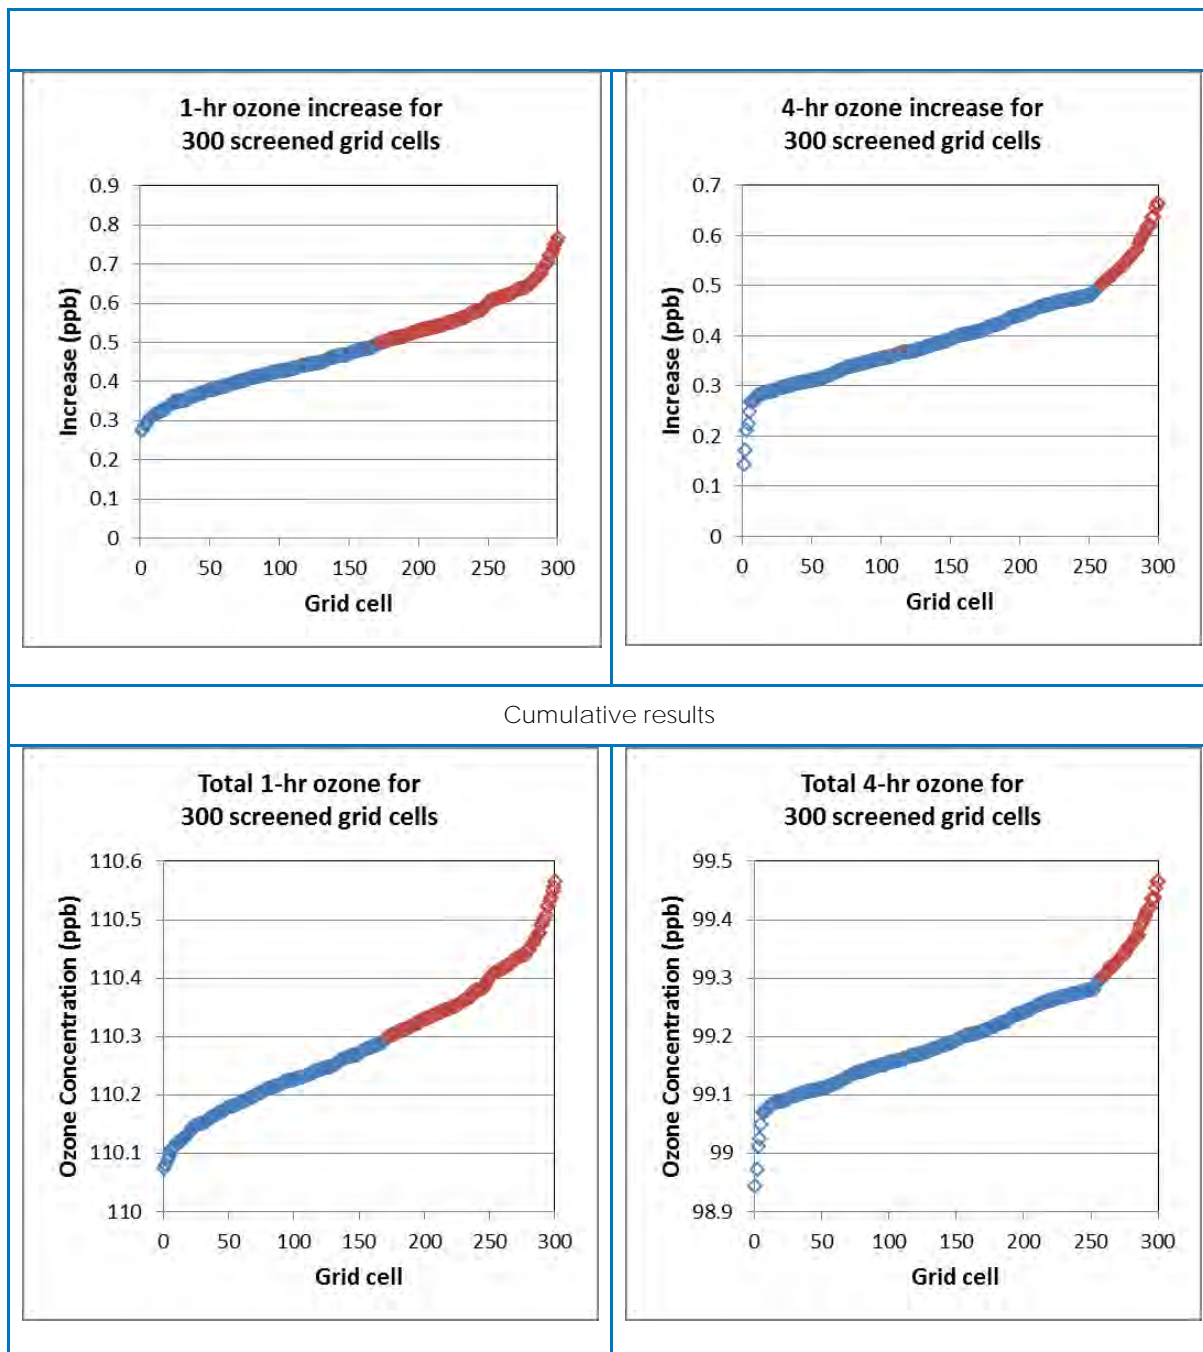 1-hr ozone increase for
300 screened grid cells
0.9
0.8
0.7
0.6
0.5
0.4
0.3
0.2
0.1
0
Increase (ppb)
0 50 100 150 200 250 300
Grid cell
4-hr ozone increase for
300 screened grid cells
0.7
0.6
0.5
0.4
0.3
0.2
0.1
0
Increase (ppb)
0 50 100 150 200 250 300
Grid cell
Cumulative results
Total 1-hr ozone for
300 screened grid cells
110.6
110.5
110.4
110.3
110.2
110.1
110
Ozone Concentration (ppb)
0 50 100 150 200 250 300
Grid cell
Total 4-hr ozone for
300 screened grid cells
99.5
99.4
99.3
99.2
99.1
99
98.9
Ozone Concentration (ppb)
0 50 100 150 200 250 300
Grid cell